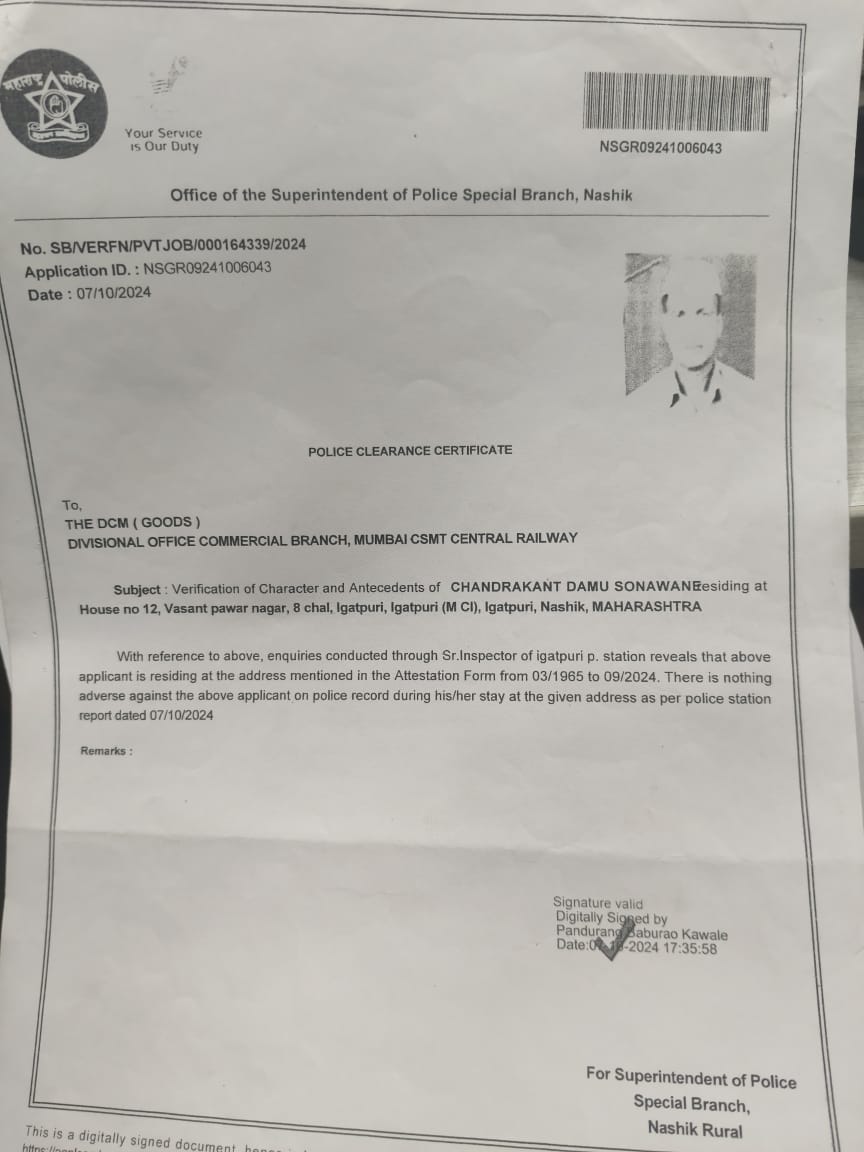 महाराष्ट्र पोलीस
Your Service
is Our Duty
NSGR09241006043
Office of the Superintendent of Police Special Branch, Nashik
No. SB/VERFN/PVTJOB/000164339/2024
Application ID. : NSGR09241006043
Date : 07/10/2024
POLICE CLEARANCE CERTIFICATE
To,
THE DCM ( GOODS )
DIVISIONAL OFFICE COMMERCIAL BRANCH, MUMBAI CSMT CENTRAL RAILWAY
Subject : Verification of Character and Antecedents of CHANDRAKANT DAMU SONAWANE esiding at
House no 12, Vasant pawar nagar, 8 chal, Igatpuri, Igatpuri (M Cl), Igatpuri, Nashik, MAHARASHTRA
With reference to above, enquiries conducted through Sr.Inspector of igatpuri p. station reveals that above
applicant is residing at the address mentioned in the Attestation Form from 03/1965 to 09/2024. There is nothing
adverse against the above applicant on police record during his/her stay at the given address as per police station
report dated 07/10/2024
Remarks :
Signature valid
Digitally Signed by
Pandurang Baburao Kawale
Date: -2024 17:35:58
For Superintendent of Police
Special Branch,
Nashik Rural
This is a digitally signed document,